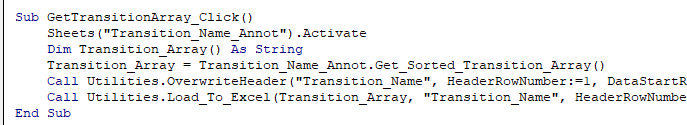 Sub GetTransitionArray_Click()
    Sheets("Transition_Name_Annot").Activate
    Dim Transition_Array() As String
    Transition_Array = Transition_Name_Annot.Get_Sorted_Transition_Array()
    Call Utilities.OverwriteHeader("Transition_Name", HeaderRowNumber:=1, DataStartR
    Call Utilities.Load_To_Excel(Transition_Array, "Transition_Name", HeaderRowNumbe
End Sub